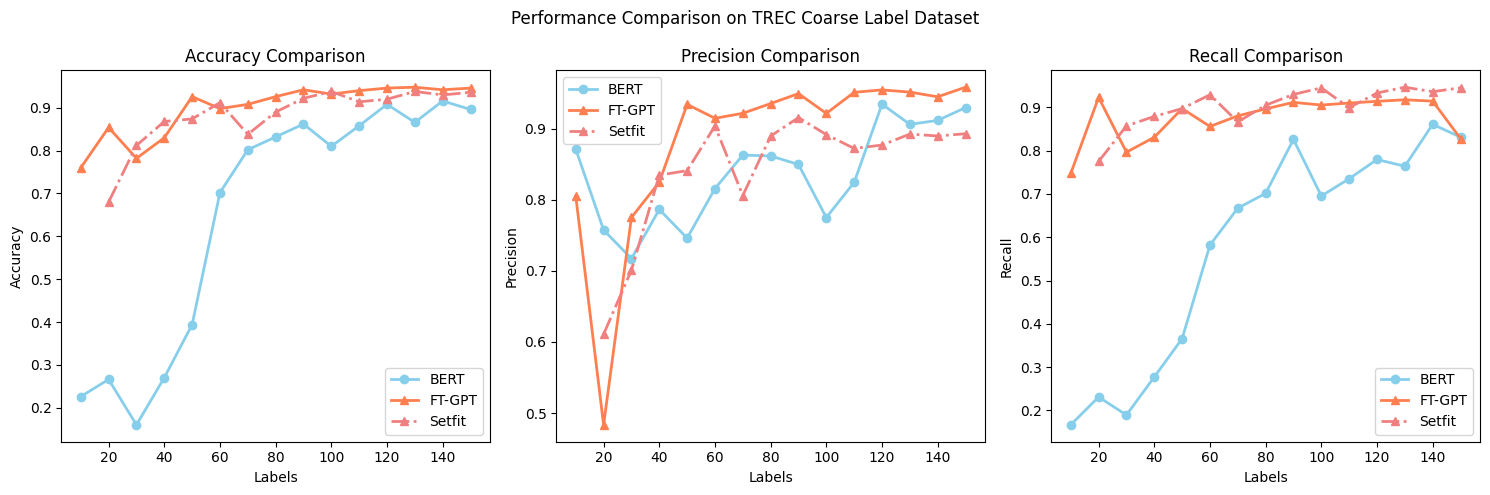 Performance Comparison on TREC Coarse Label Dataset
Accuracy Comparison
Accuracy
0.9
0.8
0.7
0.6
0.5
0.4
0.3
0.2
20 40 60 80 100 120 140
Labels
BERT
FT-GPT
Setfit
Precision Comparison
Precision
0.9
0.8
0.7
0.6
0.5
20 40 60 80 100 120 140
Labels
BERT
FT-GPT
Setfit
Recall Comparison
Recall
0.9
0.8
0.7
0.6
0.5
0.4
0.3
0.2
20 40 60 80 100 120 140
Labels
BERT
FT-GPT
Setfit